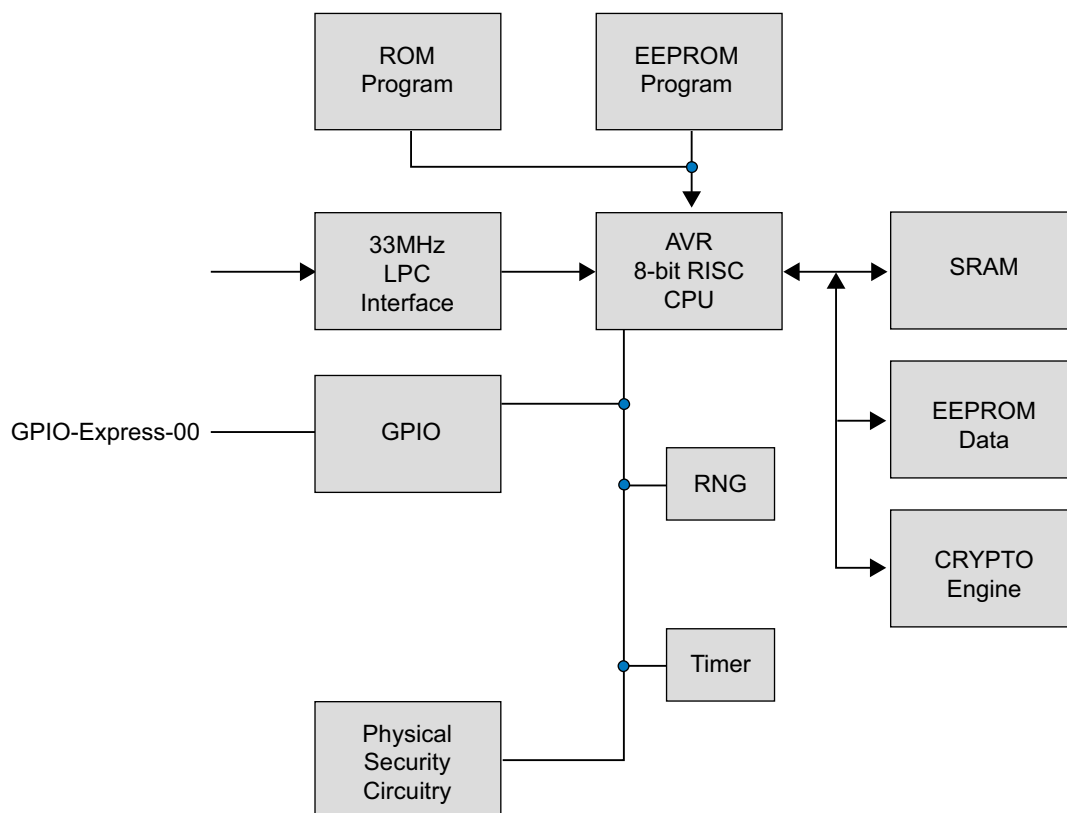 ROM
Program
EEPROM
Program
33MHz
LPC
Interface
AVR
8-bit RISC
CPU
SRAM
GPIO-Express-00
GPIO
EEPROM
Data
RNG
CRYPTO
Engine
Timer
Physical
Security
Circuitry